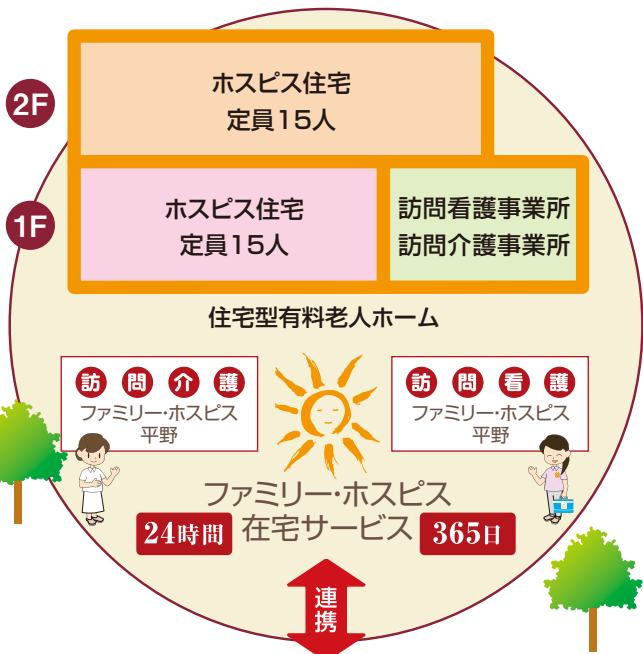 2F
ホスピス住宅
定員15人
1F
ホスピス住宅
定員15人
訪問看護事業所
訪問介護事業所
住宅型有料老人ホーム
訪問介護
ファミリー・ホスピス
平野
訪問看護
ファミリー・ホスピス
平野
ファミリー・ホスピス
24時間 在宅サービス 365日
連携